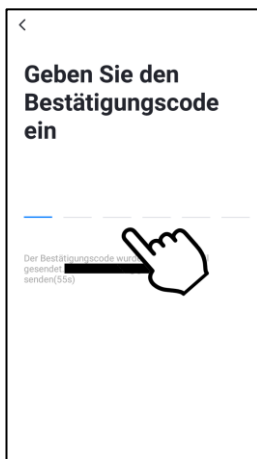 Geben Sie den
Bestätigungscode
ein
Der Bestätigungscode wurde
gesendet
senden(55s)